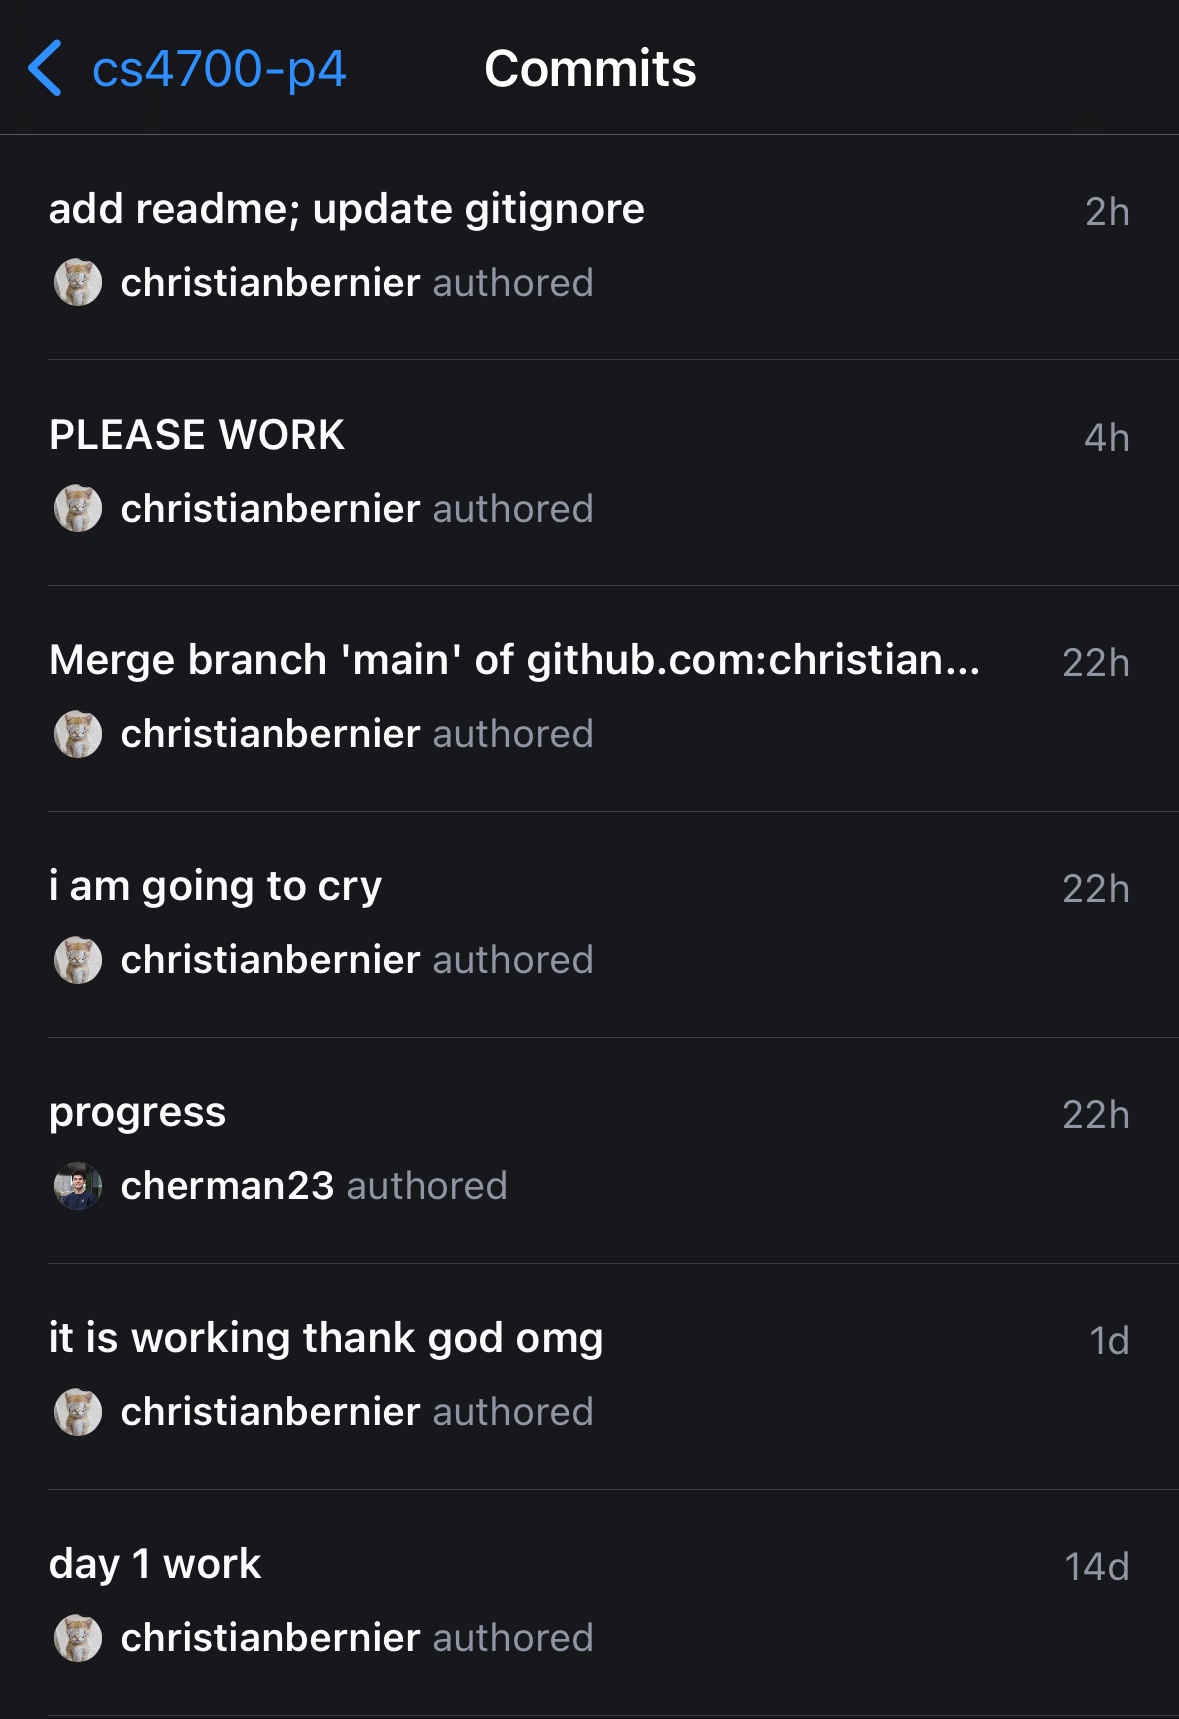 cs4700-p4 Commits
add readme; update gitignore 2h
christianbernier authored
PLEASE WORK 4h
christianbernier authored
Merge branch 'main' of github.com:christian... 22h
christianbernier authored
i am going to cry 22h
christianbernier authored
progress 22h
cherman23 authored
it is working thank god omg 1d
christianbernier authored
day 1 work 14d
christianbernier authored